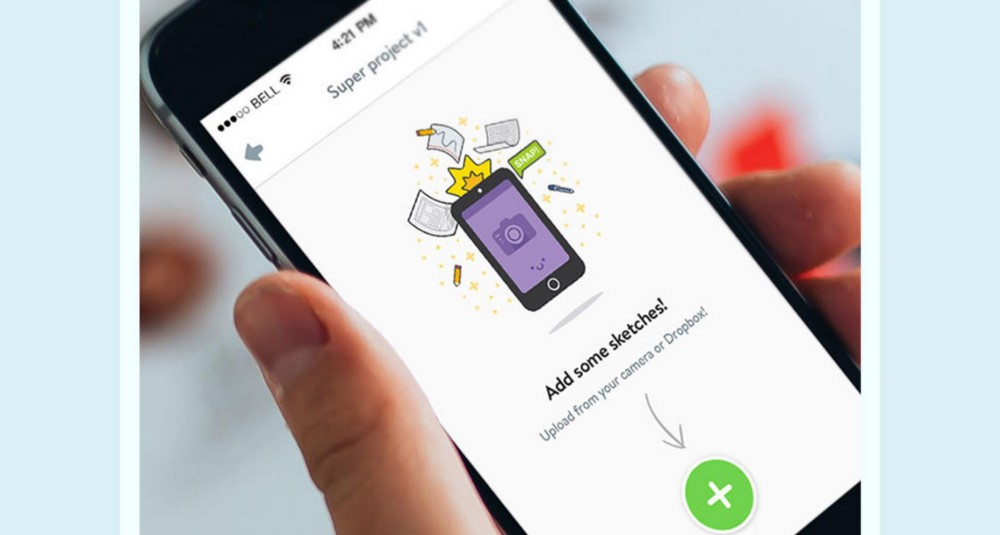 4:21 PM
BELL
Super project v1
SNAP!
Add some sketches!
Upload from your camera or Dropbox!